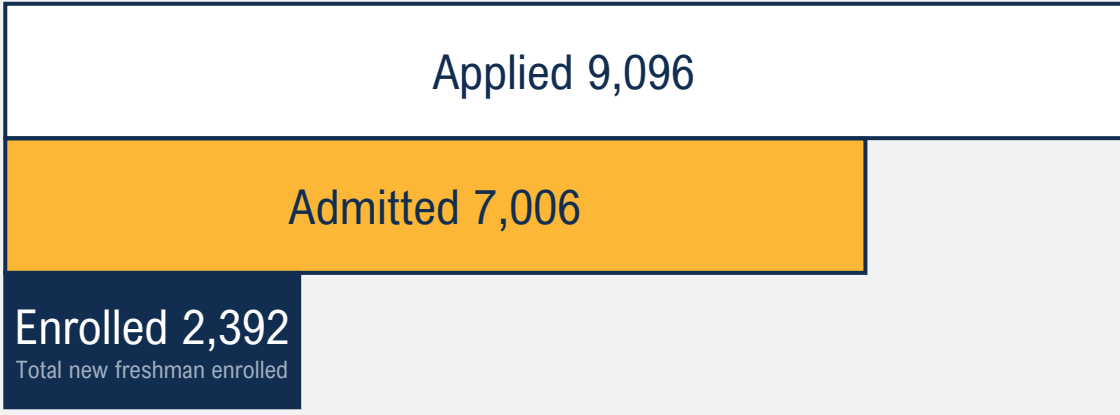 Applied 9,096
Admitted 7,006
Enrolled 2,392
Total new freshman enrolled